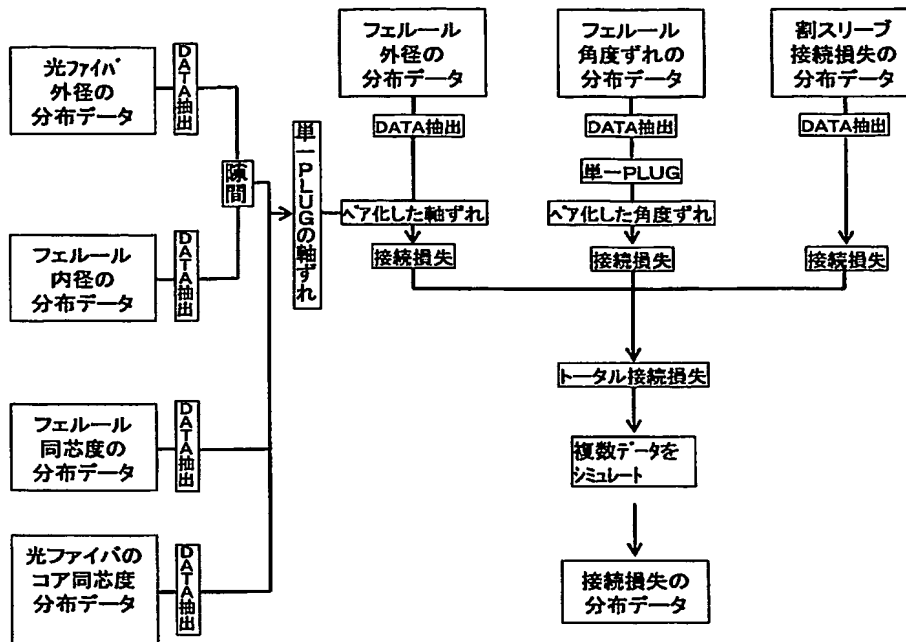 光ファイバ
外径の
分布データ
DATA抽出
フェルール
内径の
分布データ
DATA抽出
隙間
フェルール
同芯度の
分布データ
DATA抽出
光ファイバの
コア同芯度
分布データ
DATA抽出
単一PLUGの軸ずれ
フェルール
外径の
分布データ
DATA抽出
ペア化した軸ずれ
接続損失
フェルール
角度ずれの
分布データ
DATA抽出
単一PLUG
ペア化した角度ずれ
接続損失
割スリーブ
接続損失の
分布データ
DATA抽出
接続損失
トータル接続損失
複数データを
シミュレート
接続損失の
分布データ